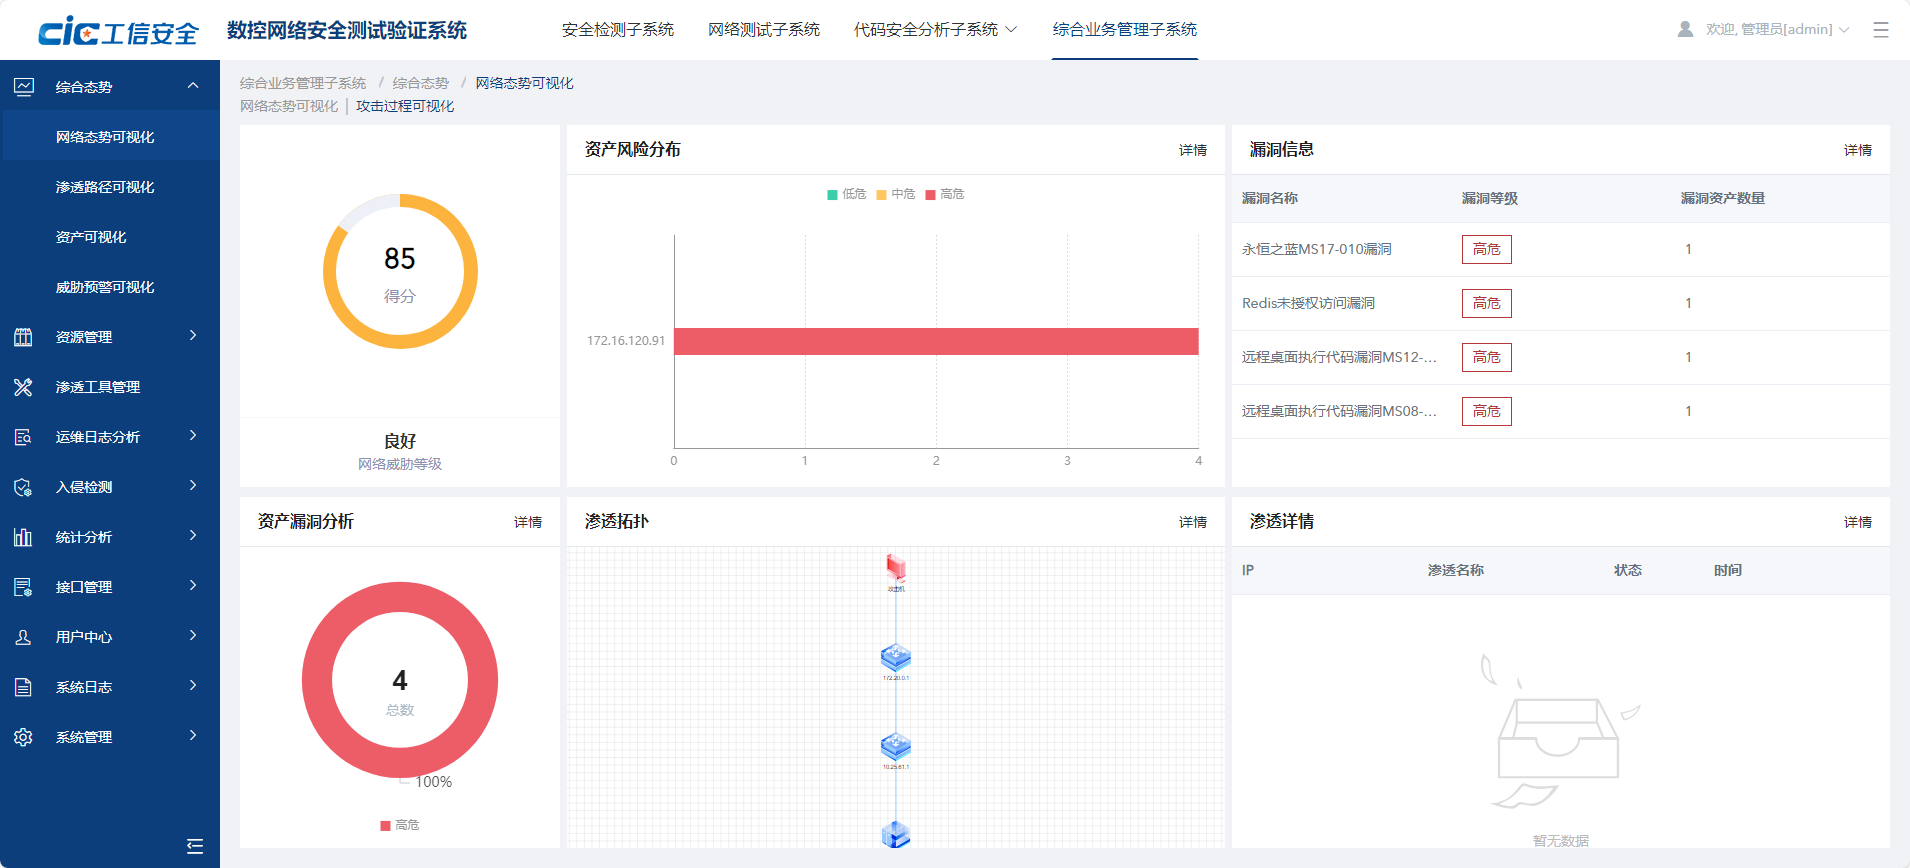 cic工信安全 数控网络安全测试验证系统 安全检测子系统 网络测试子系统 代码安全分析子系统 综合业务管理子系统 欢迎, 管理员[admin]
综合态势
网络态势可视化
渗透路径可视化
资产可视化
威胁预警可视化
资源管理
渗透工具管理
运维日志分析
入侵检测
统计分析
接口管理
用户中心
系统日志
系统管理
综合业务管理子系统 / 综合态势 / 网络态势可视化
网络态势可视化 | 攻击过程可视化
85
得分
良好
网络威胁等级
资产风险分布 详情
低危 中危 高危
172.16.120.91
0 1 2 3 4
漏洞信息 详情
漏洞名称 漏洞等级 漏洞资产数量
永恒之蓝MS17-010漏洞 高危 1
Redis未授权访问漏洞 高危 1
远程桌面执行代码漏洞MS12-... 高危 1
远程桌面执行代码漏洞MS08-... 高危 1
资产漏洞分析 详情
4
总数
100%
高危
渗透拓扑 详情
攻击机
172.20.0.1
10.25.61.1
渗透详情 详情
IP 渗透名称 状态 时间
暂无数据